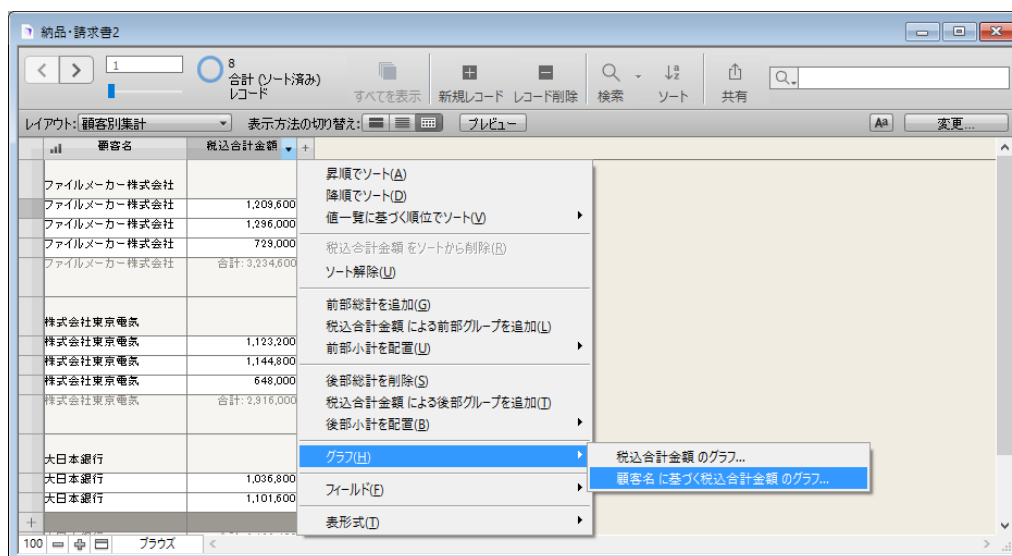 納品・請求書2
1
8
合計 (ソート済み)
レコード
すべてを表示
新規レコード
レコード削除
検索
ソート
共有
レイアウト: 顧客別集計
表示方法の切り替え:
プレビュー
Aa
変更...
顧客名 税込合計金額 +
ファイルメーカー株式会社
ファイルメーカー株式会社 1,209,600
ファイルメーカー株式会社 1,296,000
ファイルメーカー株式会社 729,000
ファイルメーカー株式会社 合計: 3,234,600
株式会社東京電気
株式会社東京電気 1,123,200
株式会社東京電気 1,144,800
株式会社東京電気 648,000
株式会社東京電気 合計: 2,916,000
大日本銀行
大日本銀行 1,036,800
大日本銀行 1,101,600
昇順でソート(A)
降順でソート(D)
値一覧に基づく順位でソート(V)
税込合計金額 をソートから削除(R)
ソート解除(U)
前部総計を追加(G)
税込合計金額 による前部グループを追加(L)
前部小計を配置(U)
後部総計を削除(S)
税込合計金額 による後部グループを追加(T)
後部小計を配置(B)
グラフ(H)
フィールド(F)
表形式(T)
税込合計金額 のグラフ...
顧客名 に基づく税込合計金額 のグラフ...
100
ブラウズ